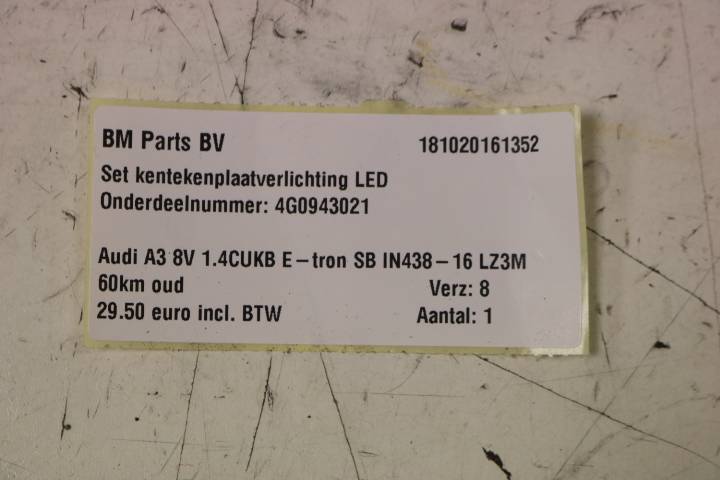 BM Parts BV 181020161352
Set kentekenplaatverlichting LED
Onderdeelnummer: 4G0943021
Audi A3 8V 1.4CUKB E-tron SB IN438-16 LZ3M
60km oud Verz: 8
29.50 euro incl. BTW Aantal: 1